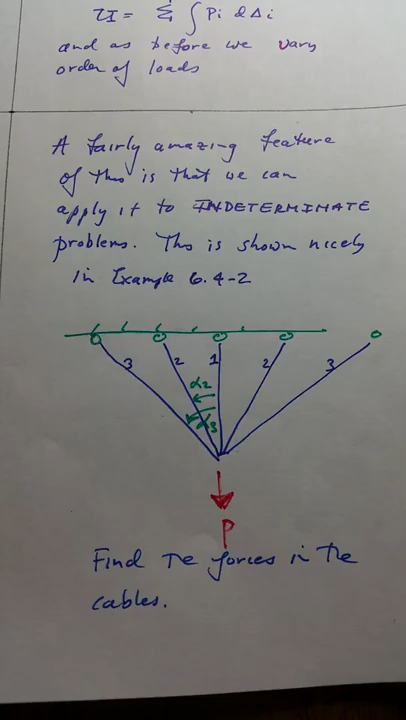 U = Σ ∫ Pi dΔi
i
and as before we vary
order of loads
A fairly amazing feature
of this is that we can
apply it to INDETERMINATE
problems. This is shown nicely
in Example 6.4-2
3 2 1 2 3
α2
α3
P
Find The forces in the
cables.